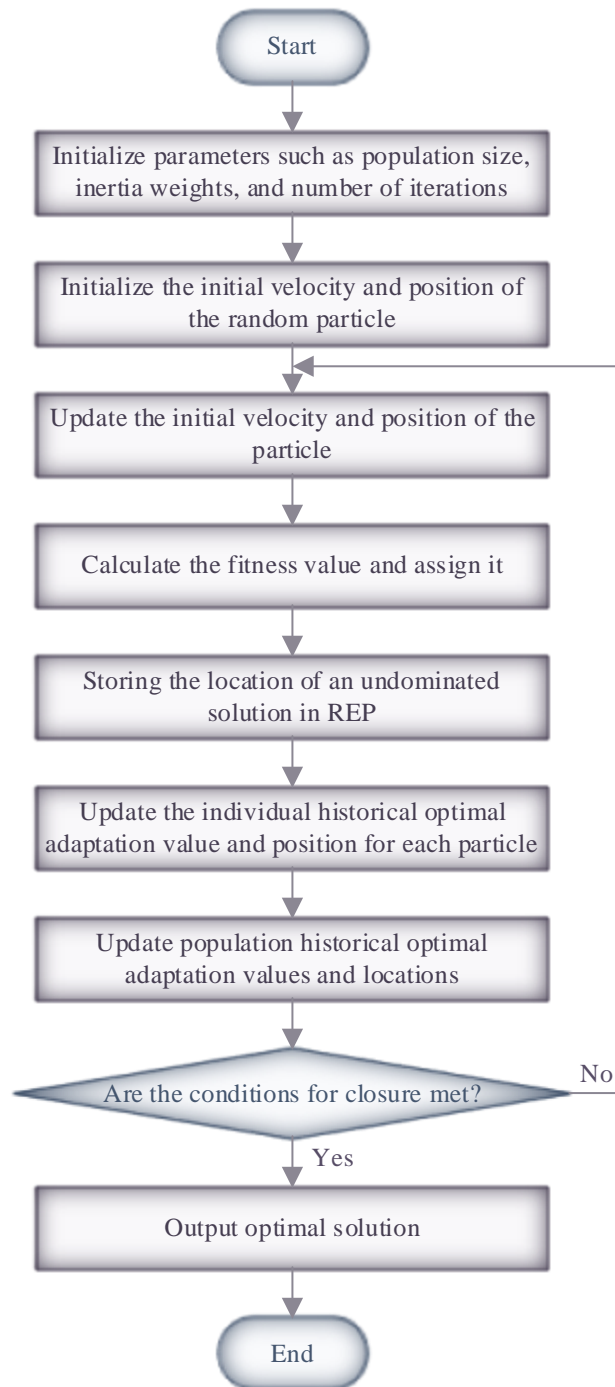 Start
Initialize parameters such as population size,
inertia weights, and number of iterations
Initialize the initial velocity and position of
the random particle
Update the initial velocity and position of the
particle
Calculate the fitness value and assign it
Storing the location of an undominated
solution in REP
Update the individual historical optimal
adaptation value and position for each particle
Update population historical optimal
adaptation values and locations
Are the conditions for closure met?
No
Yes
Output optimal solution
End